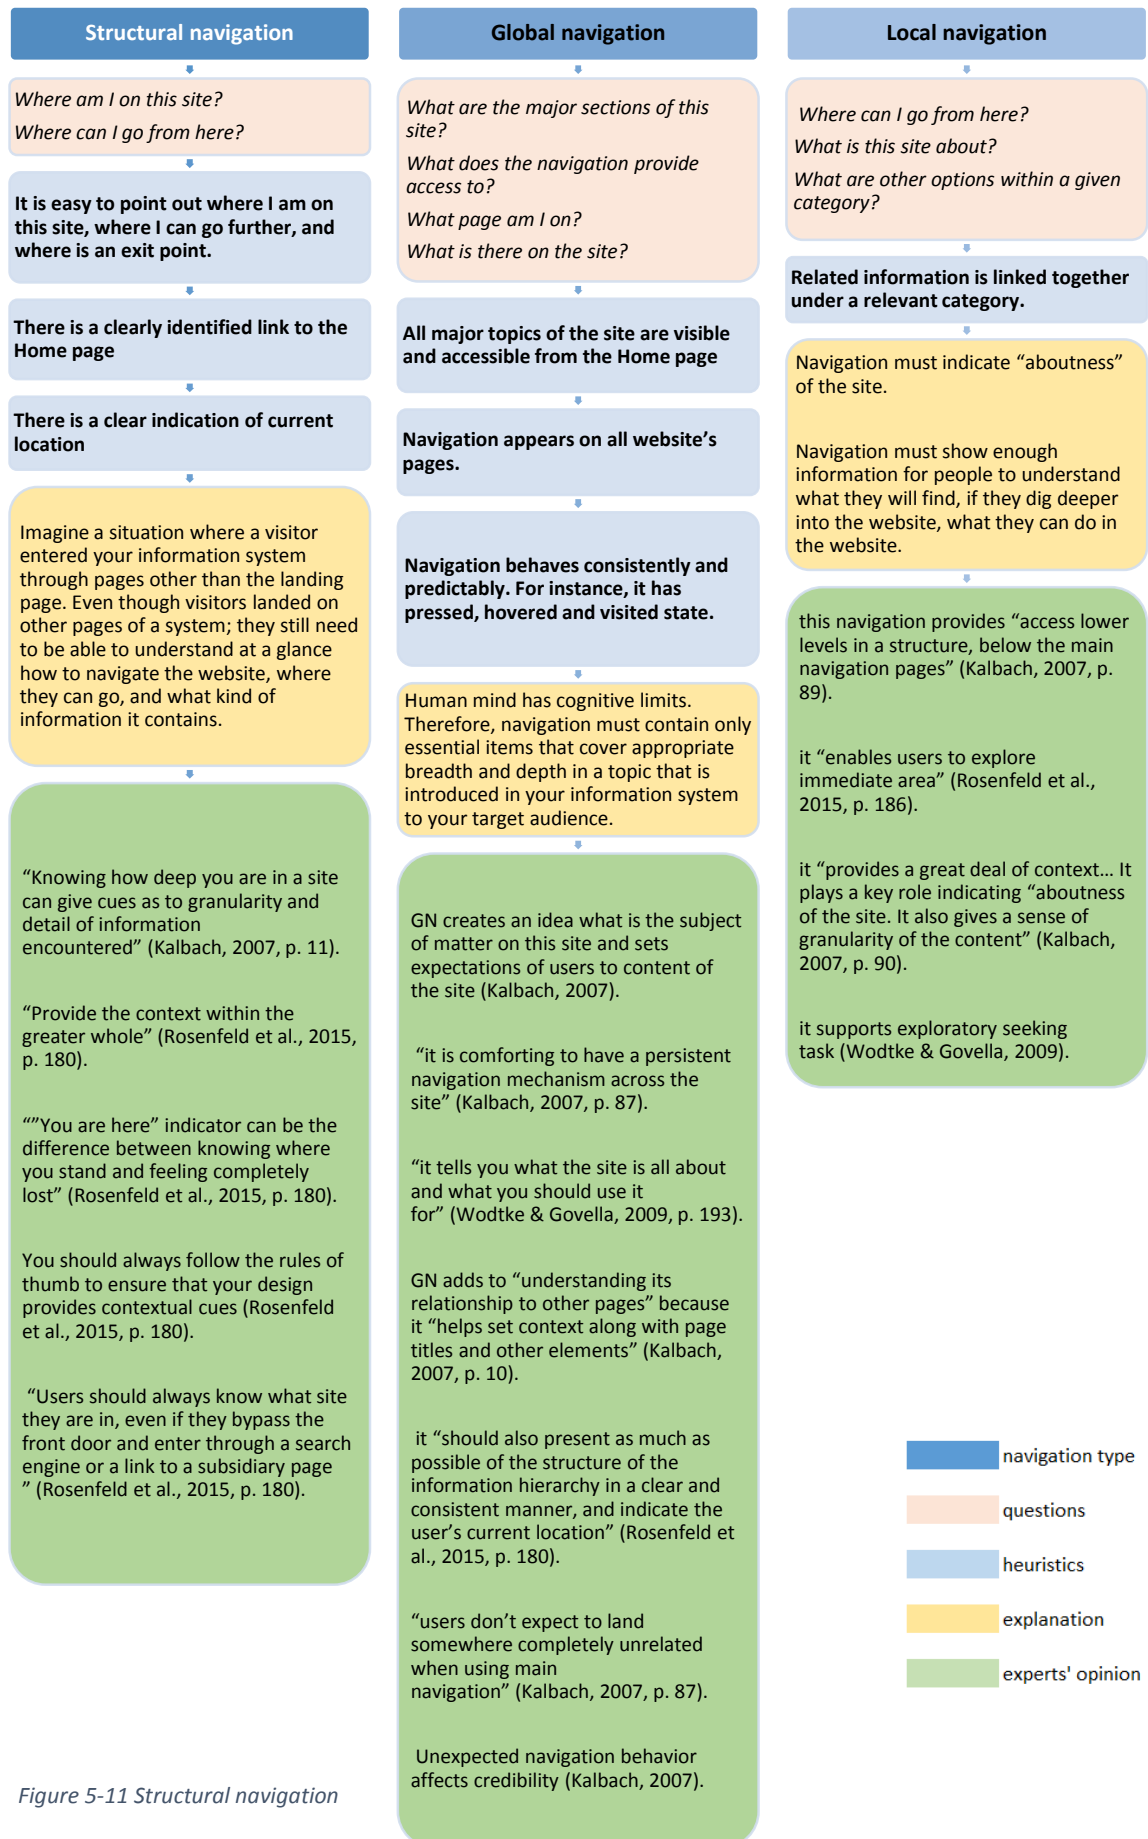 Structural navigation
Where am I on this site?
Where can I go from here?
It is easy to point out where I am on
this site, where I can go further, and
where is an exit point.
There is a clearly identified link to the
Home page
There is a clear indication of current
location
Imagine a situation where a visitor
entered your information system
through pages other than the landing
page. Even though visitors landed on
other pages of a system; they still need
to be able to understand at a glance
how to navigate the website, where
they can go, and what kind of
information it contains.
“Knowing how deep you are in a site
can give cues as to granularity and
detail of information
encountered” (Kalbach, 2007, p. 11).
“Provide the context within the
greater whole” (Rosenfeld et al., 2015,
p. 180).
“”You are here” indicator can be the
difference between knowing where
you stand and feeling completely
lost” (Rosenfeld et al., 2015, p. 180).
You should always follow the rules of
thumb to ensure that your design
provides contextual cues (Rosenfeld
et al., 2015, p. 180).
“Users should always know what site
they are in, even if they bypass the
front door and enter through a search
engine or a link to a subsidiary page
” (Rosenfeld et al., 2015, p. 180).
Global navigation
What are the major sections of this
site?
What does the navigation provide
access to?
What page am I on?
What is there on the site?
All major topics of the site are visible
and accessible from the Home page
Navigation appears on all website’s
pages.
Navigation behaves consistently and
predictably. For instance, it has
pressed, hovered and visited state.
Human mind has cognitive limits.
Therefore, navigation must contain only
essential items that cover appropriate
breadth and depth in a topic that is
introduced in your information system
to your target audience.
GN creates an idea what is the subject
of matter on this site and sets
expectations of users to content of
the site (Kalbach, 2007).
“it is comforting to have a persistent
navigation mechanism across the
site” (Kalbach, 2007, p. 87).
“it tells you what the site is all about
and what you should use it
for” (Wodtke & Govella, 2009, p. 193).
GN adds to “understanding its
relationship to other pages” because
it “helps set context along with page
titles and other elements” (Kalbach,
2007, p. 10).
it “should also present as much as
possible of the structure of the
information hierarchy in a clear and
consistent manner, and indicate the
user’s current location” (Rosenfeld et
al., 2015, p. 180).
“users don’t expect to land
somewhere completely unrelated
when using main
navigation” (Kalbach, 2007, p. 87).
Unexpected navigation behavior
affects credibility (Kalbach, 2007).
Local navigation
Where can I go from here?
What is this site about?
What are other options within a given
category?
Related information is linked together
under a relevant category.
Navigation must indicate “aboutness”
of the site.
Navigation must show enough
information for people to understand
what they will find, if they dig deeper
into the website, what they can do in
the website.
this navigation provides “access lower
levels in a structure, below the main
navigation pages” (Kalbach, 2007, p.
89).
it “enables users to explore
immediate area” (Rosenfeld et al.,
2015, p. 186).
it “provides a great deal of context… It
plays a key role indicating “aboutness
of the site. It also gives a sense of
granularity of the content” (Kalbach,
2007, p. 90).
it supports exploratory seeking
task (Wodtke & Govella, 2009).
navigation type
questions
heuristics
explanation
experts' opinion
Figure 5-11 Structural navigation